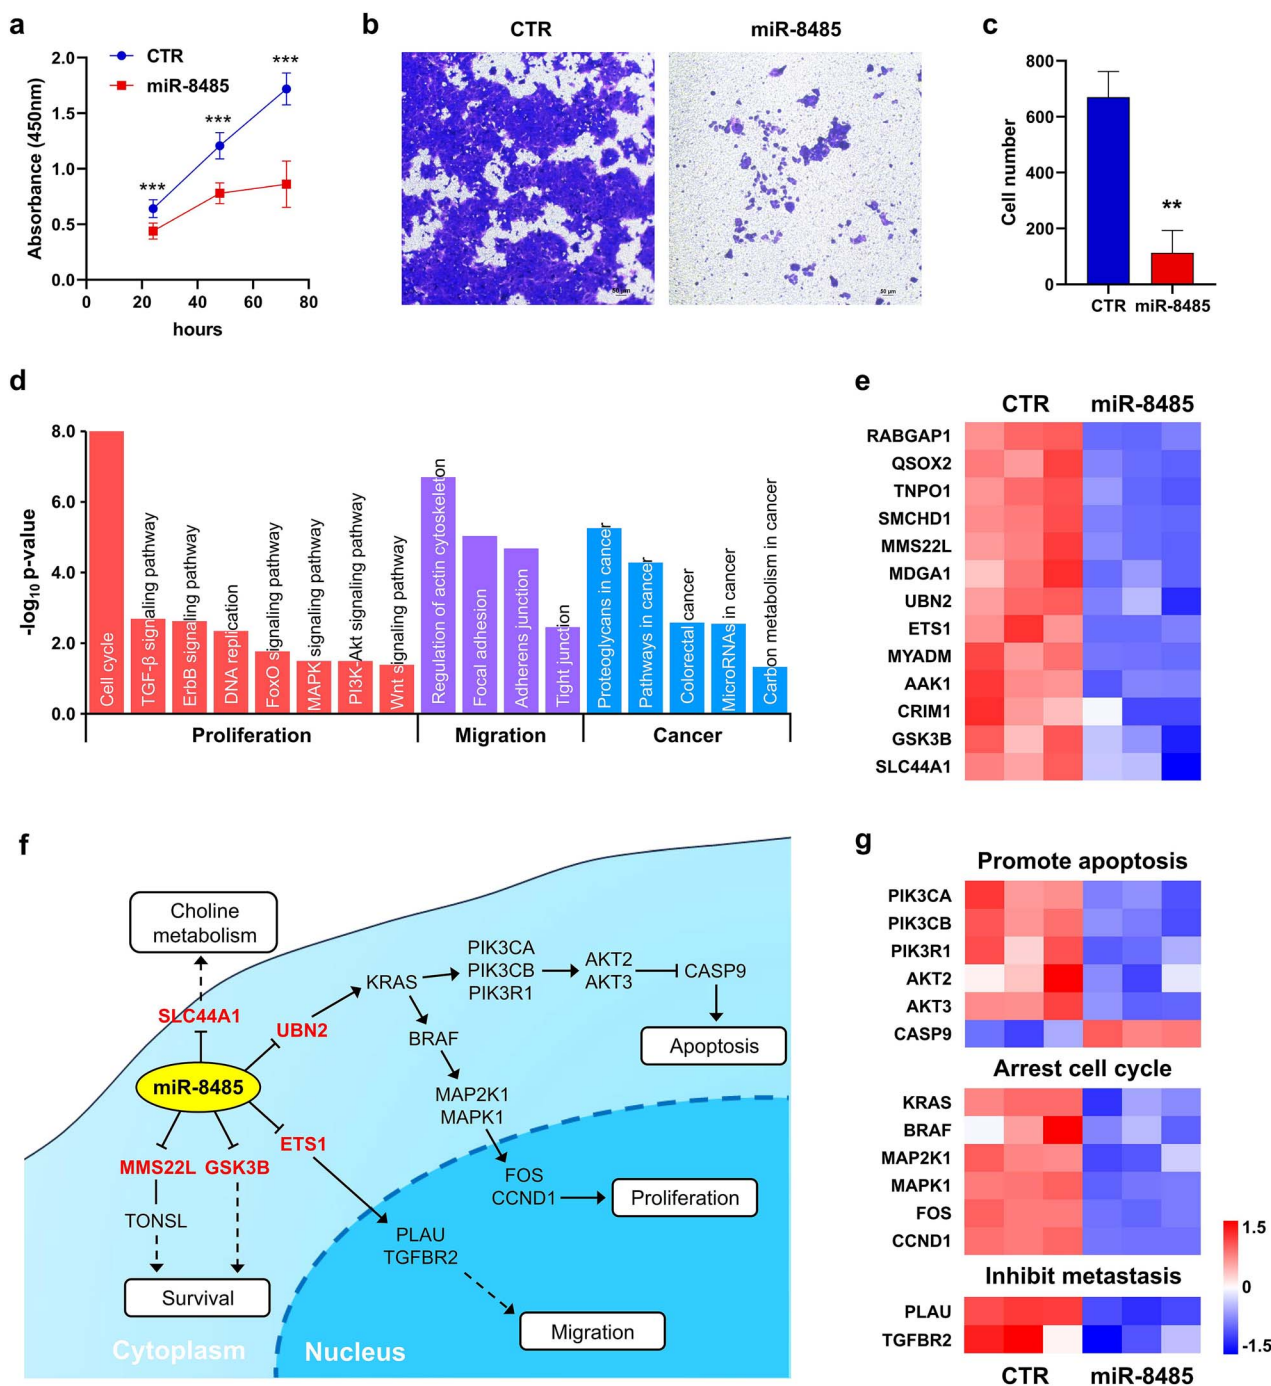 a
CTR
miR-8485
***
***
***
2.0
1.5
1.0
0.5
0.0
0
20
40
60
80
Absorbance (450nm)
hours
b
CTR
miR-8485
50 µm
50 µm
c
800
600
400
200
0
Cell number
**
CTR
miR-8485
d
8.0
6.0
4.0
2.0
0.0
-log10 p-value
Cell cycle
TGF-β signaling pathway
ErbB signaling pathway
DNA replication
FoxO signaling pathway
MAPK signaling pathway
PI3K-Akt signaling pathway
Wnt signaling pathway
Regulation of actin cytoskeleton
Focal adhesion
Adherens junction
Tight junction
Proteoglycans in cancer
Pathways in cancer
Colorectal cancer
MicroRNAs in cancer
Carbon metabolism in cancer
Proliferation
Migration
Cancer
e
CTR
miR-8485
RABGAP1
QSOX2
TNPO1
SMCHD1
MMS22L
MDGA1
UBN2
ETS1
MYADM
AAK1
CRIM1
GSK3B
SLC44A1
f
Choline
metabolism
SLC44A1
UBN2
miR-8485
MMS22L
GSK3B
ETS1
TONSL
Survival
KRAS
PIK3CA
PIK3CB
PIK3R1
AKT2
AKT3
CASP9
Apoptosis
BRAF
MAP2K1
MAPK1
FOS
CCND1
Proliferation
PLAU
TGFBR2
Migration
Cytoplasm
Nucleus
g
Promote apoptosis
PIK3CA
PIK3CB
PIK3R1
AKT2
AKT3
CASP9
Arrest cell cycle
KRAS
BRAF
MAP2K1
MAPK1
FOS
CCND1
Inhibit metastasis
PLAU
TGFBR2
CTR
miR-8485
1.5
0
-1.5